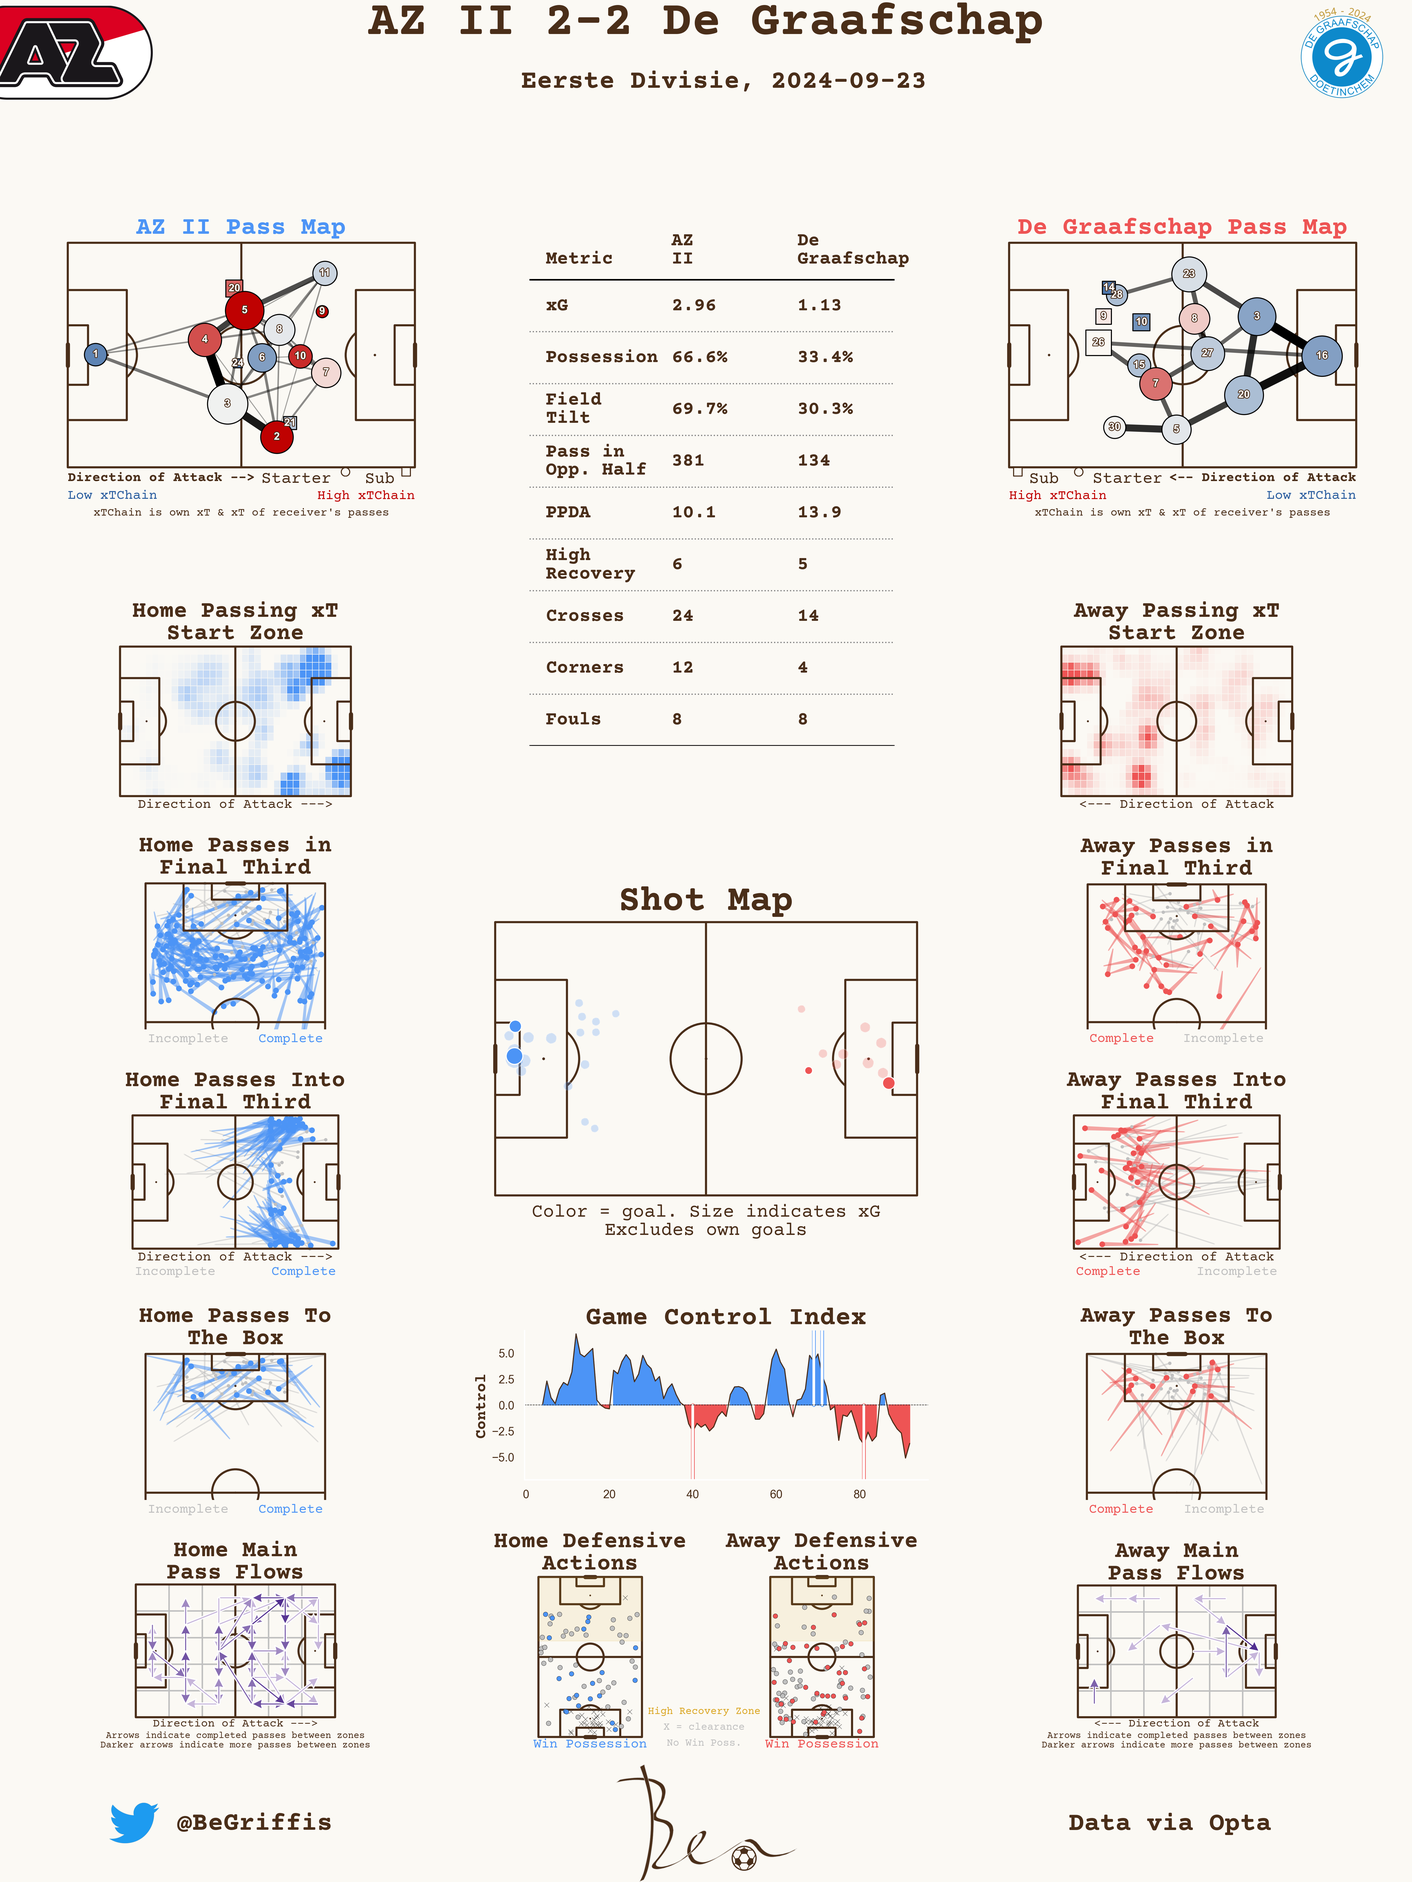 AZ II 2-2 De Graafschap
Eerste Divisie, 2024-09-23
AZ
1954 - 2024
DE GRAAFSCHAP
DOETINCHEM
AZ II Pass Map
11
20
5
9
8
4
10
1
6
24
7
3
21
2
Direction of Attack --> Starter Sub
Low xTChain High xTChain
xTChain is own xT & xT of receiver's passes
Metric AZ II De Graafschap
xG 2.96 1.13
Possession 66.6% 33.4%
Field Tilt 69.7% 30.3%
Pass in Opp. Half 381 134
PPDA 10.1 13.9
High Recovery 6 5
Crosses 24 14
Corners 12 4
Fouls 8 8
De Graafschap Pass Map
23
14
28
9
10
8
3
26
27
16
15
7
20
30
5
Sub Starter <-- Direction of Attack
High xTChain Low xTChain
xTChain is own xT & xT of receiver's passes
Home Passing xT
Start Zone
Direction of Attack --->
Away Passing xT
Start Zone
<--- Direction of Attack
Home Passes in
Final Third
Incomplete Complete
Away Passes in
Final Third
Complete Incomplete
Shot Map
Color = goal. Size indicates xG
Excludes own goals
Home Passes Into
Final Third
Direction of Attack --->
Incomplete Complete
Away Passes Into
Final Third
<--- Direction of Attack
Complete Incomplete
Home Passes To
The Box
Incomplete Complete
Game Control Index
Control
5.0
2.5
0.0
−2.5
−5.0
0 20 40 60 80
Away Passes To
The Box
Complete Incomplete
Home Main
Pass Flows
Direction of Attack --->
Arrows indicate completed passes between zones
Darker arrows indicate more passes between zones
Home Defensive
Actions
Win Possession
Away Defensive
Actions
Win Possession
High Recovery Zone
X = clearance
No Win Poss.
Away Main
Pass Flows
<--- Direction of Attack
Arrows indicate completed passes between zones
Darker arrows indicate more passes between zones
@BeGriffis
Ben
Data via Opta